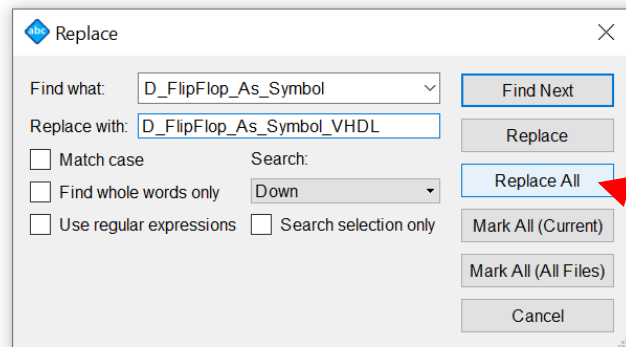 abc Replace
Find what: D_FlipFlop_As_Symbol Find Next
Replace with: D_FlipFlop_As_Symbol_VHDL Replace
Match case Search:
Find whole words only Down Replace All
Use regular expressions Search selection only Mark All (Current)
Mark All (All Files)
Cancel